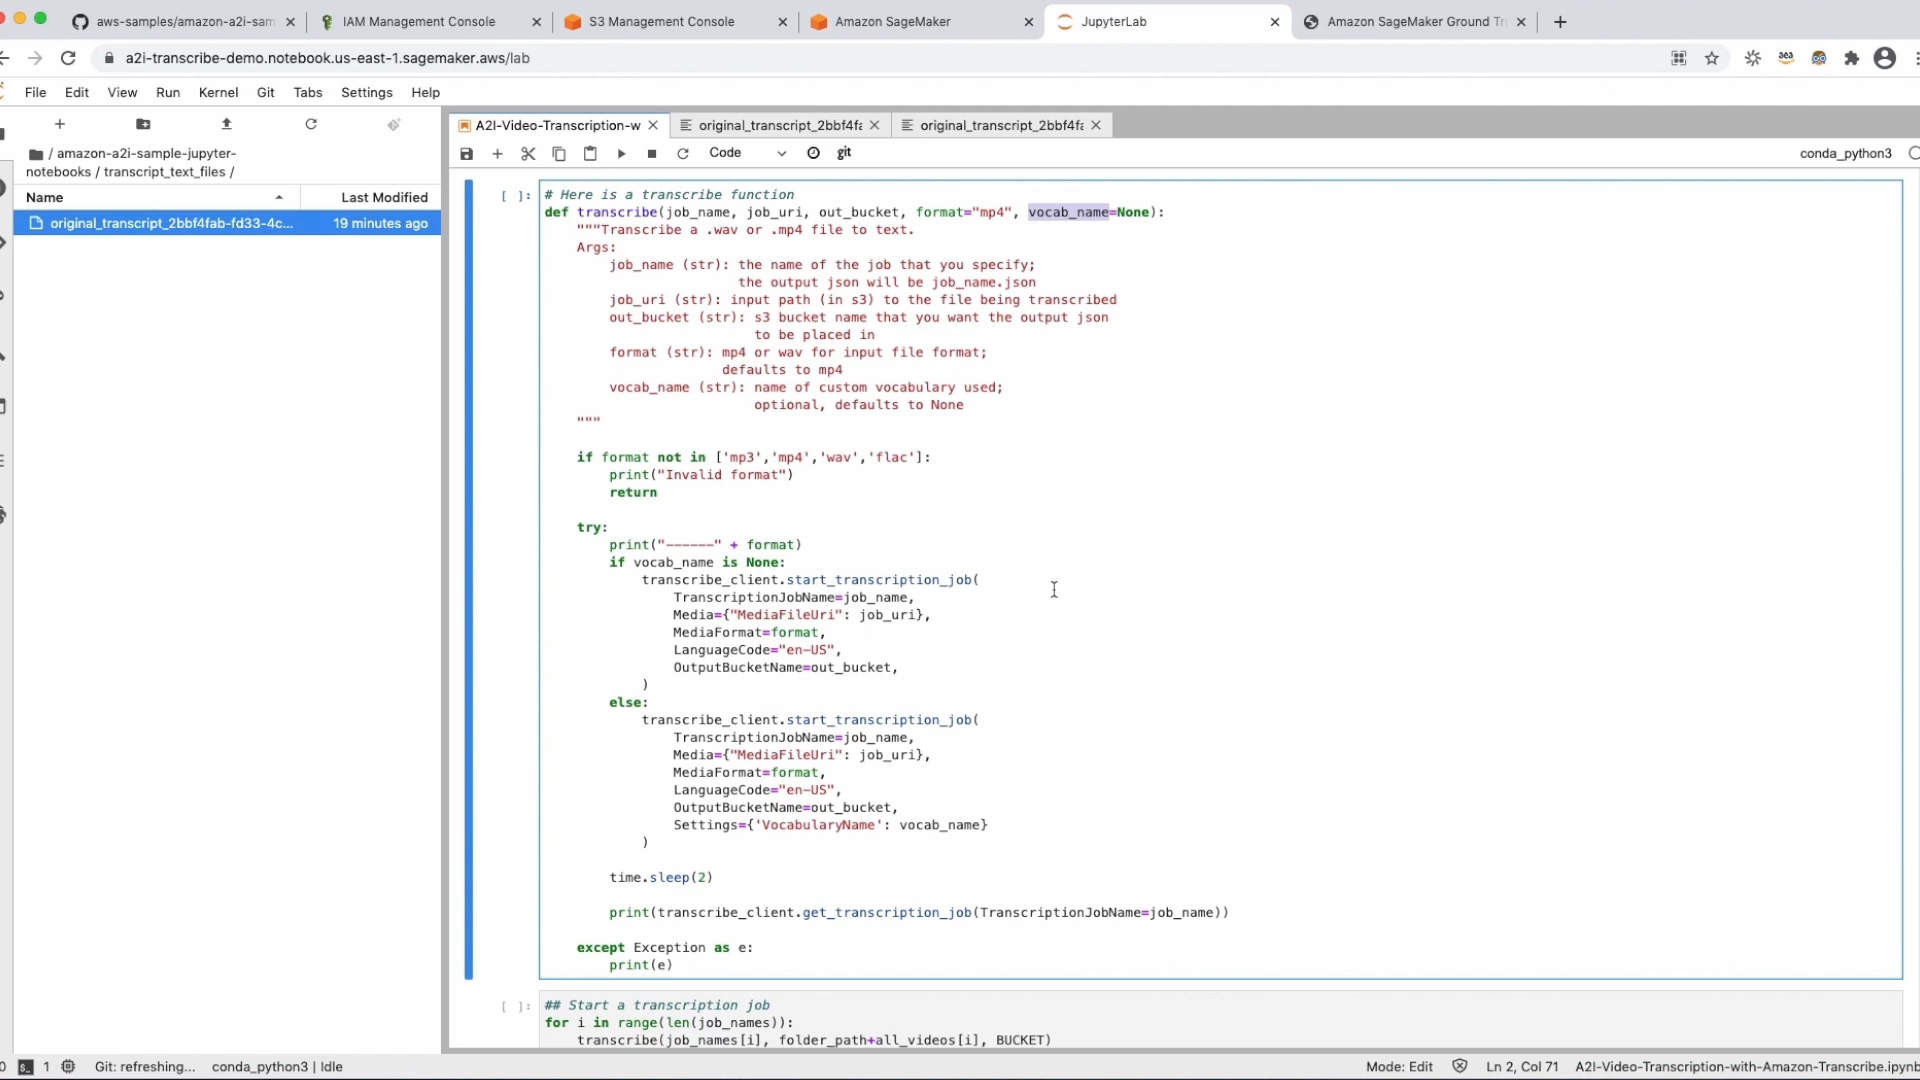 aws-samples/amazon-a2i-sam
IAM Management Console
S3 Management Console
Amazon SageMaker
JupyterLab
Amazon SageMaker Ground Tr
a2i-transcribe-demo.notebook.us-east-1.sagemaker.aws/lab
File Edit View Run Kernel Git Tabs Settings Help
A2I-Video-Transcription-w
original_transcript_2bbf4fa
original_transcript_2bbf4fa
Code
git
conda_python3
/ amazon-a2i-sample-jupyter-
notebooks / transcript_text_files /
Name Last Modified
original_transcript_2bbf4fab-fd33-4c... 19 minutes ago
[ ]:
# Here is a transcribe function
def transcribe(job_name, job_uri, out_bucket, format="mp4", vocab_name=None):
"""Transcribe a .wav or .mp4 file to text.
Args:
job_name (str): the name of the job that you specify;
the output json will be job_name.json
job_uri (str): input path (in s3) to the file being transcribed
out_bucket (str): s3 bucket name that you want the output json
to be placed in
format (str): mp4 or wav for input file format;
defaults to mp4
vocab_name (str): name of custom vocabulary used;
optional, defaults to None
"""
if format not in ['mp3','mp4','wav','flac']:
print("Invalid format")
return
try:
print("------" + format)
if vocab_name is None:
transcribe_client.start_transcription_job(
TranscriptionJobName=job_name,
Media={"MediaFileUri": job_uri},
MediaFormat=format,
LanguageCode="en-US",
OutputBucketName=out_bucket,
)
else:
transcribe_client.start_transcription_job(
TranscriptionJobName=job_name,
Media={"MediaFileUri": job_uri},
MediaFormat=format,
LanguageCode="en-US",
OutputBucketName=out_bucket,
Settings={'VocabularyName': vocab_name}
)
time.sleep(2)
print(transcribe_client.get_transcription_job(TranscriptionJobName=job_name))
except Exception as e:
print(e)
[ ]:
## Start a transcription job
for i in range(len(job_names)):
transcribe(job_names[i], folder_path+all_videos[i], BUCKET)
0 1 Git: refreshing... conda_python3 | Idle Mode: Edit Ln 2, Col 71 A2I-Video-Transcription-with-Amazon-Transcribe.ipynb